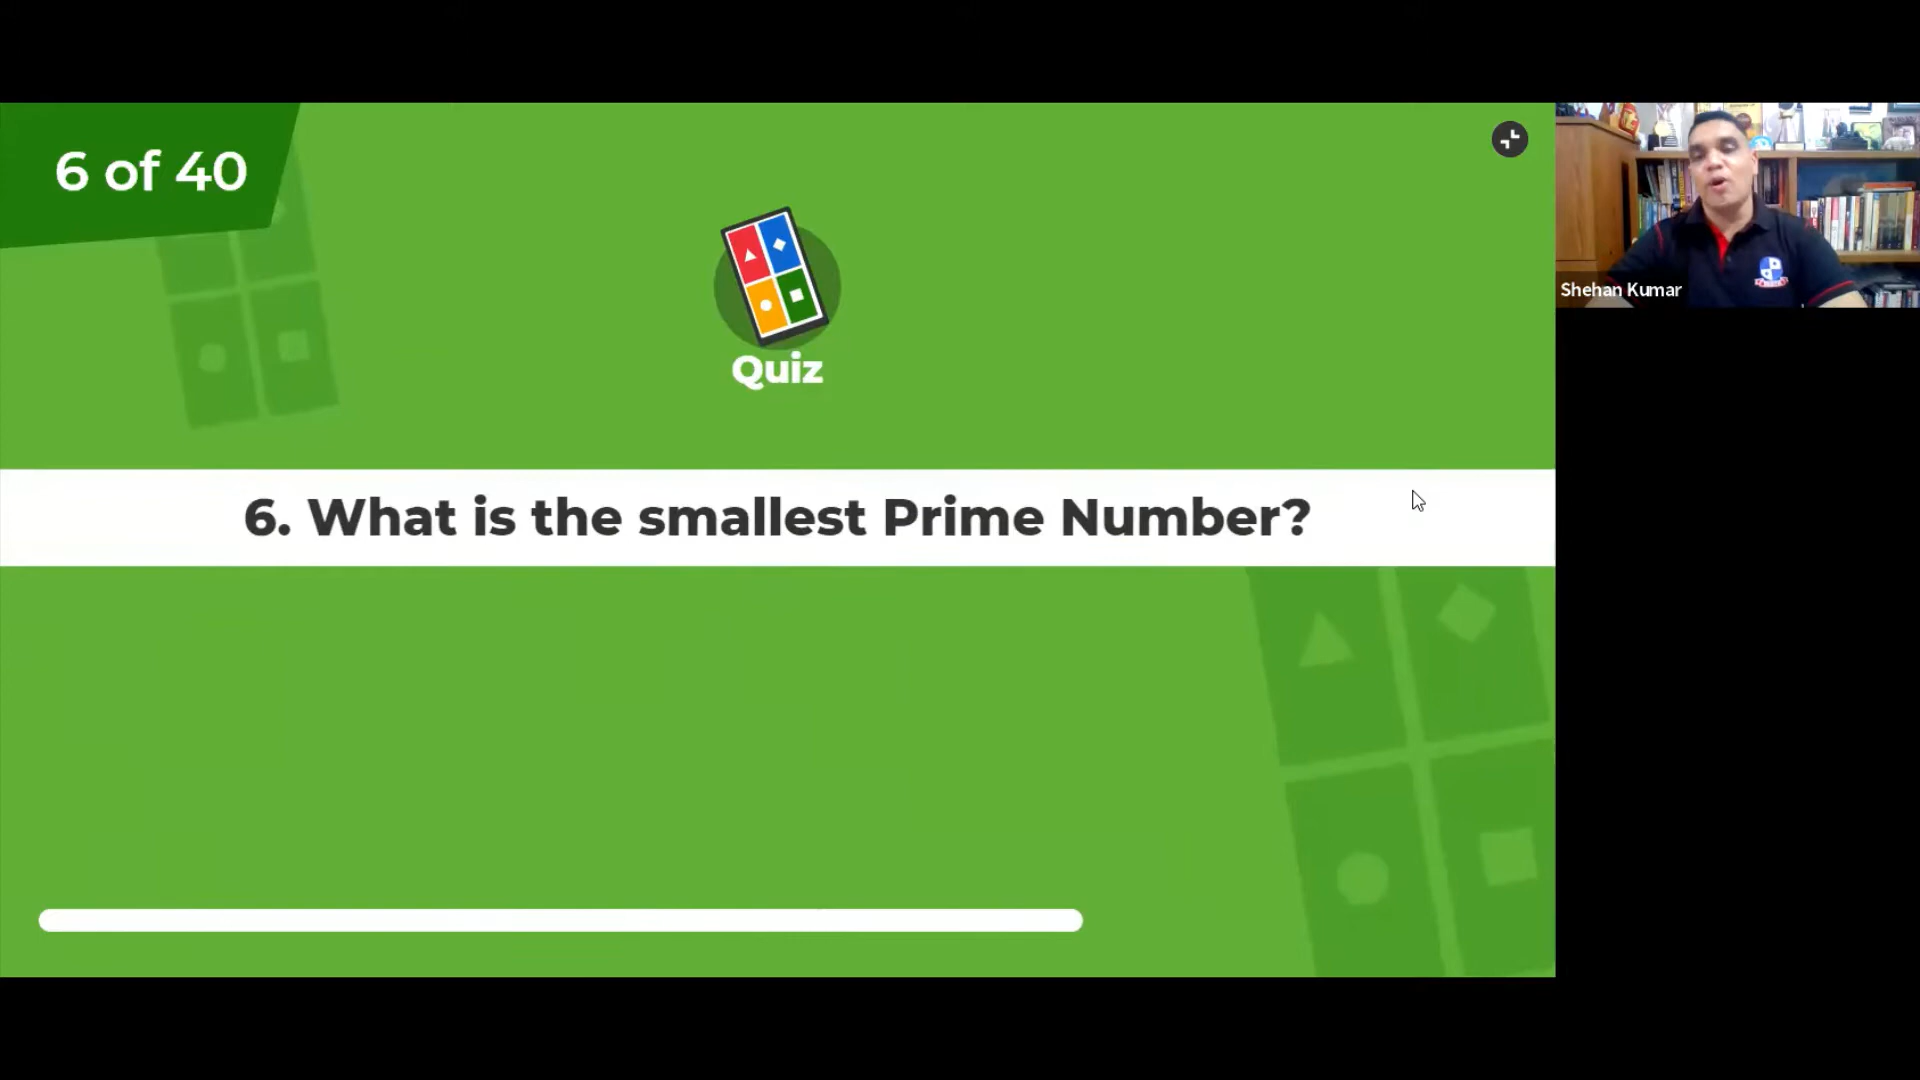 6 of 40
Quiz
6. What is the smallest Prime Number?
Shehan Kumar